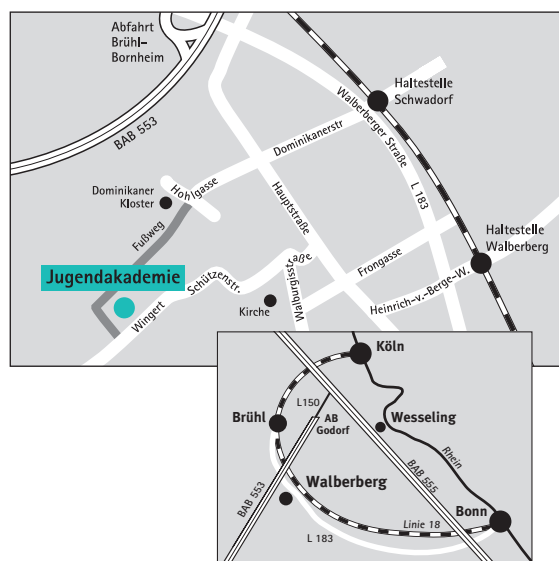 Abfahrt
Brühl–
Bornheim
BAB 553
Haltestelle
Schwadorf
Walberberger Straße
Dominikanerstr
L 183
Dominikaner
Kloster
Hohlgasse
Hauptstraße
Fußweg
Haltestelle
Walberberg
Frongasse
Jugendakademie
Schützenstr.
Walburgisstraße
Heinrich-v.-Berge-W.
Wingert
Kirche
Köln
L150
AB
Godorf
Brühl
Wesseling
Rhein
Walberberg
BAB 553
BAB 555
Bonn
Linie 18
L 183